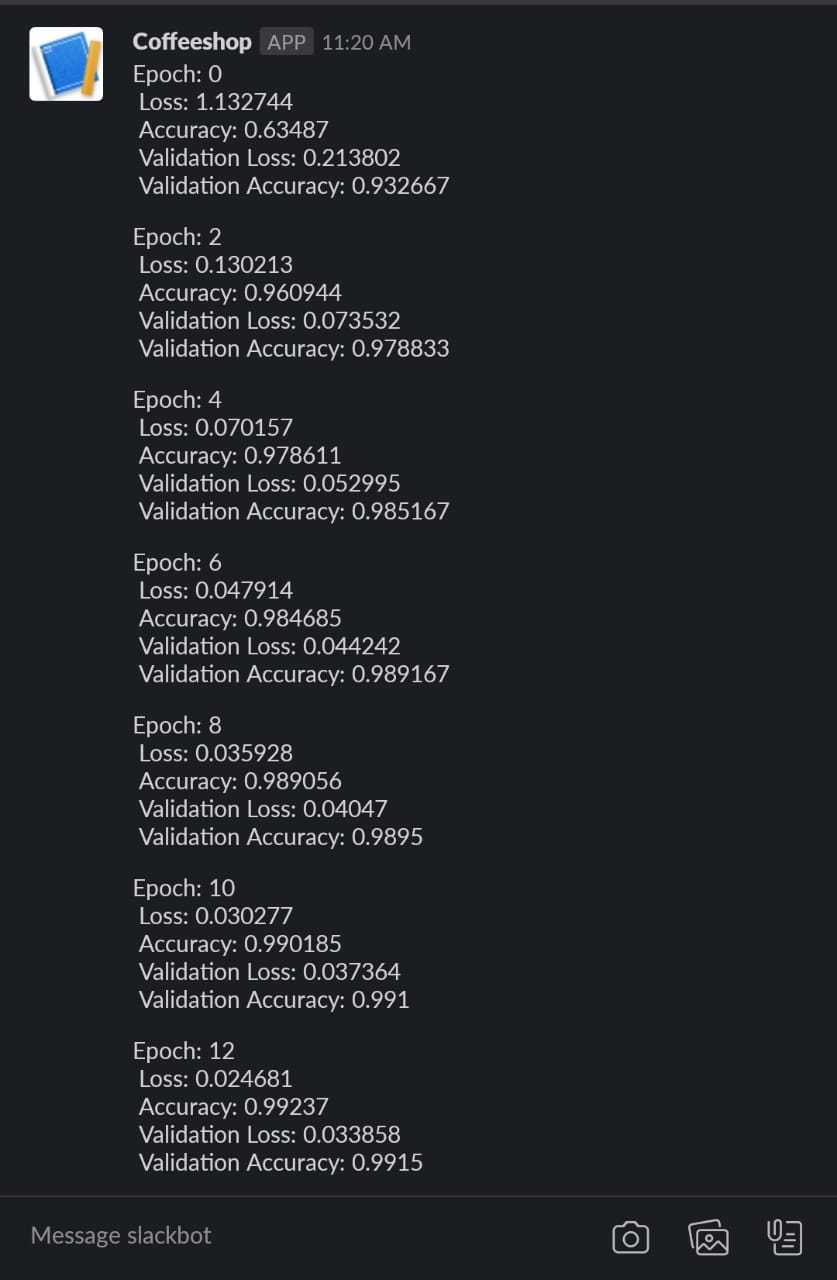 Coffeeshop APP 11:20 AM
Epoch: 0
Loss: 1.132744
Accuracy: 0.63487
Validation Loss: 0.213802
Validation Accuracy: 0.932667
Epoch: 2
Loss: 0.130213
Accuracy: 0.960944
Validation Loss: 0.073532
Validation Accuracy: 0.978833
Epoch: 4
Loss: 0.070157
Accuracy: 0.978611
Validation Loss: 0.052995
Validation Accuracy: 0.985167
Epoch: 6
Loss: 0.047914
Accuracy: 0.984685
Validation Loss: 0.044242
Validation Accuracy: 0.989167
Epoch: 8
Loss: 0.035928
Accuracy: 0.989056
Validation Loss: 0.04047
Validation Accuracy: 0.9895
Epoch: 10
Loss: 0.030277
Accuracy: 0.990185
Validation Loss: 0.037364
Validation Accuracy: 0.991
Epoch: 12
Loss: 0.024681
Accuracy: 0.99237
Validation Loss: 0.033858
Validation Accuracy: 0.9915
Message slackbot